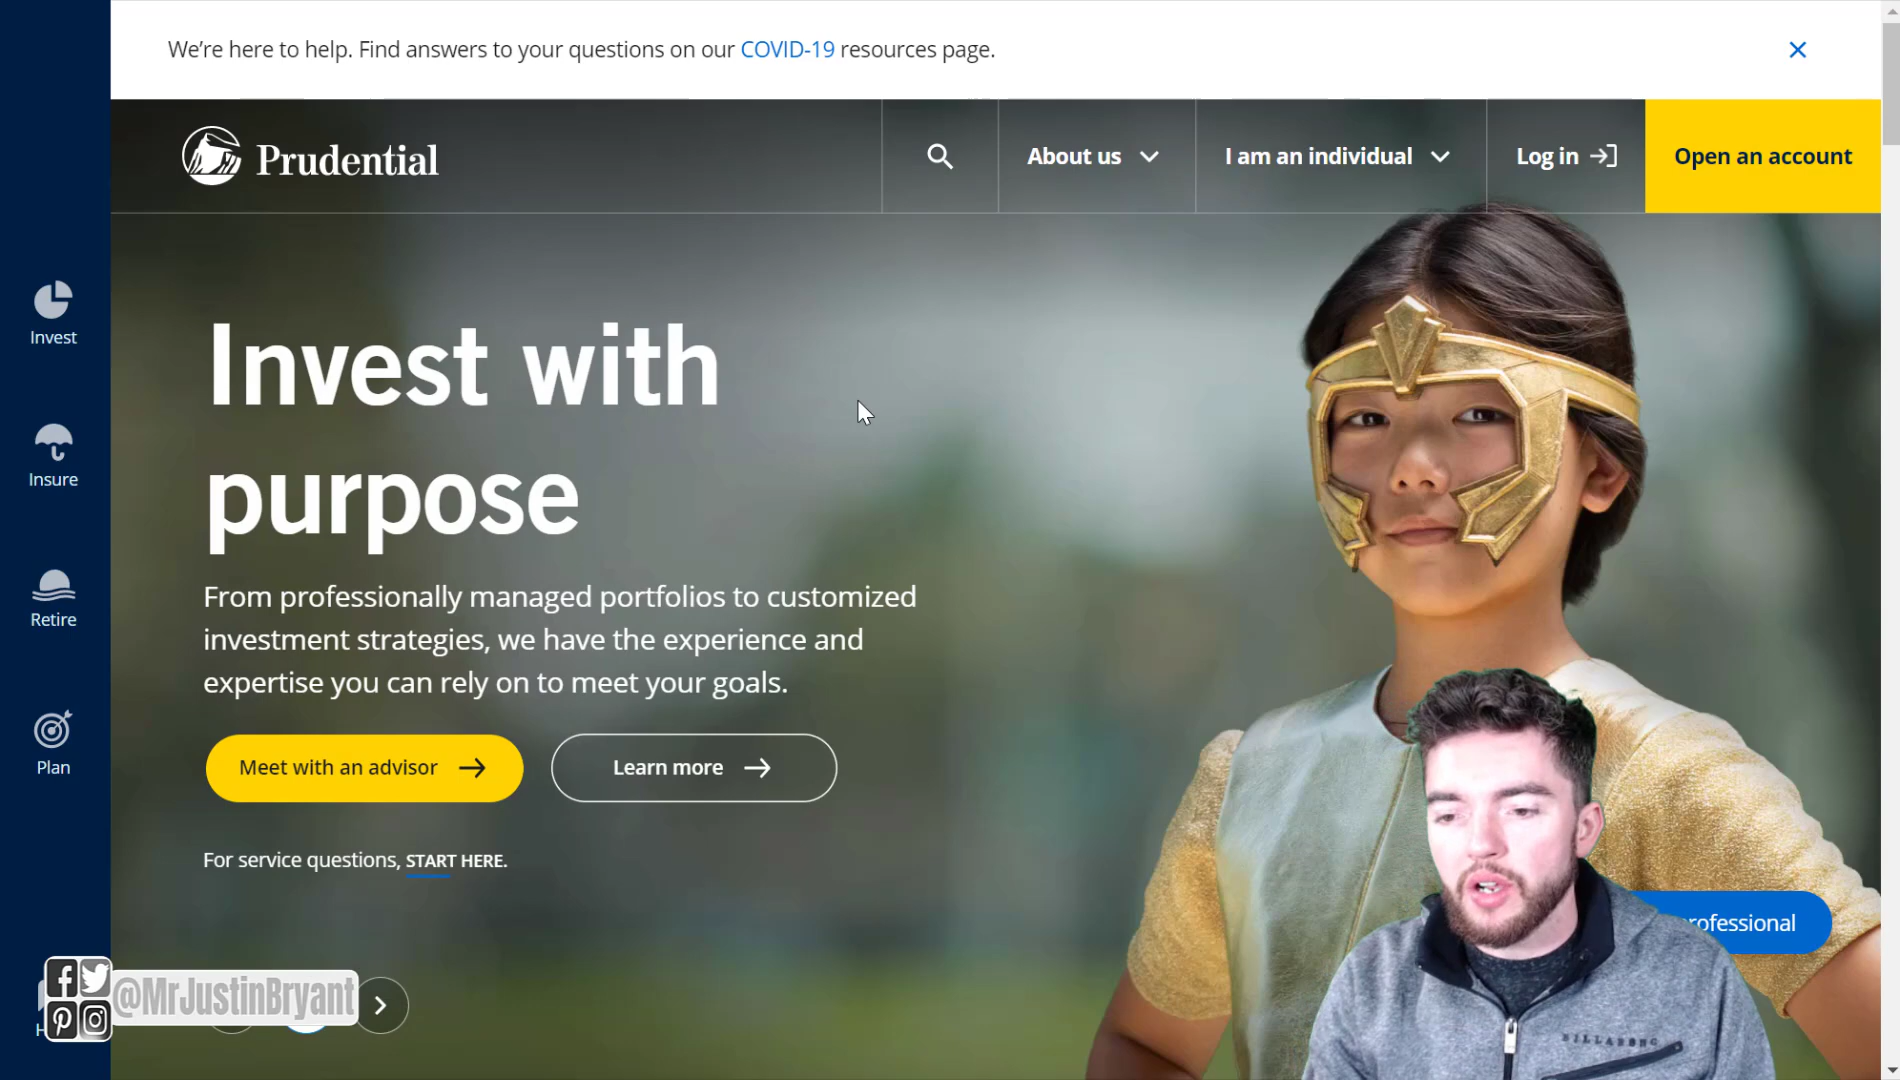 We're here to help. Find answers to your questions on our COVID-19 resources page.
Prudential
About us
I am an individual
Log in
Open an account
Invest
Insure
Retire
Plan
Invest with
purpose
From professionally managed portfolios to customized
investment strategies, we have the experience and
expertise you can rely on to meet your goals.
Meet with an advisor
Learn more
For service questions, START HERE.
@MrJustinBryant
BILLABONG